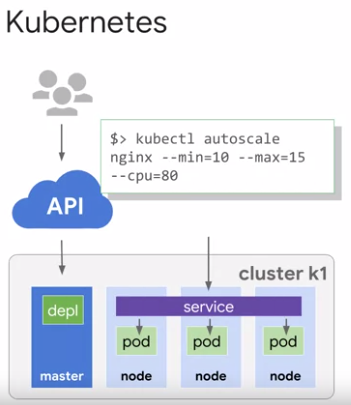 Kubernetes
$> kubectl autoscale
nginx --min=10 --max=15
--cpu=80
API
cluster k1
depl
service
pod
pod
pod
master
node
node
node